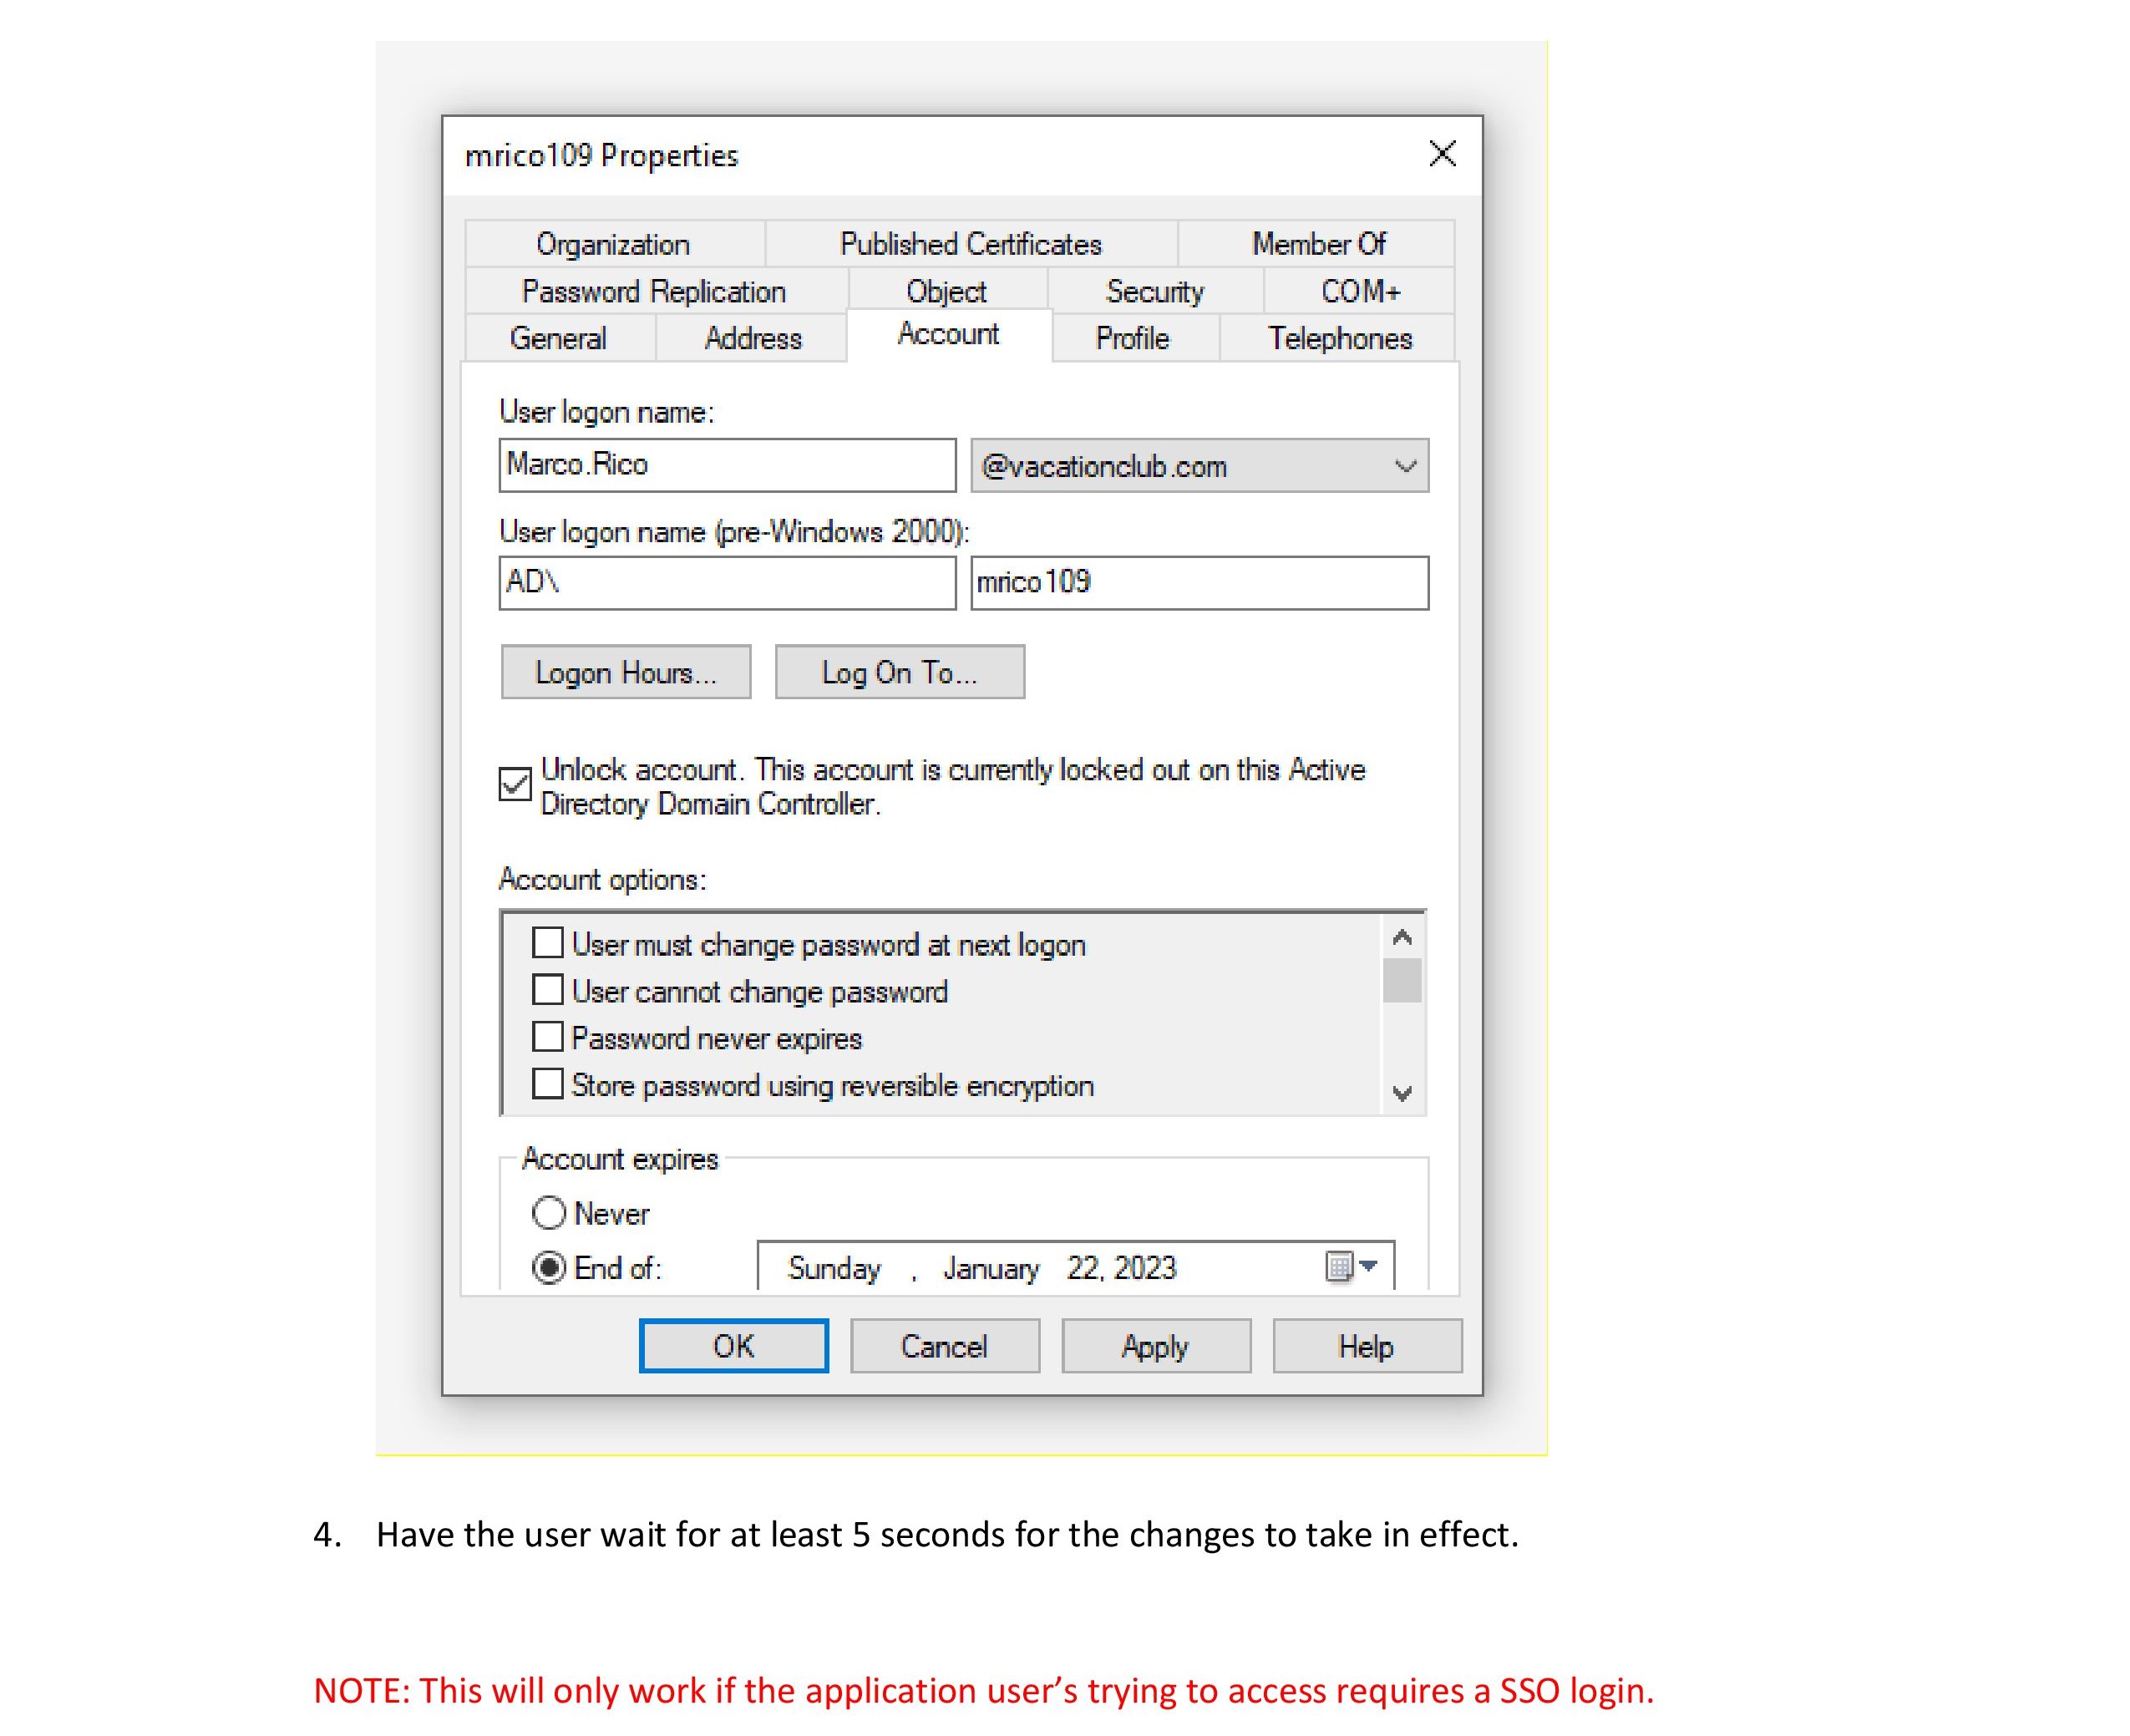 mrico109 Properties
Organization Published Certificates Member Of
Password Replication Object Security COM+
General Address Account Profile Telephones
User logon name:
Marco.Rico @vacationclub.com
User logon name (pre-Windows 2000):
AD\ mrico109
Logon Hours... Log On To...
Unlock account. This account is currently locked out on this Active
Directory Domain Controller.
Account options:
User must change password at next logon
User cannot change password
Password never expires
Store password using reversible encryption
Account expires
Never
End of: Sunday , January 22, 2023
OK Cancel Apply Help
4. Have the user wait for at least 5 seconds for the changes to take in effect.
NOTE: This will only work if the application user’s trying to access requires a SSO login.